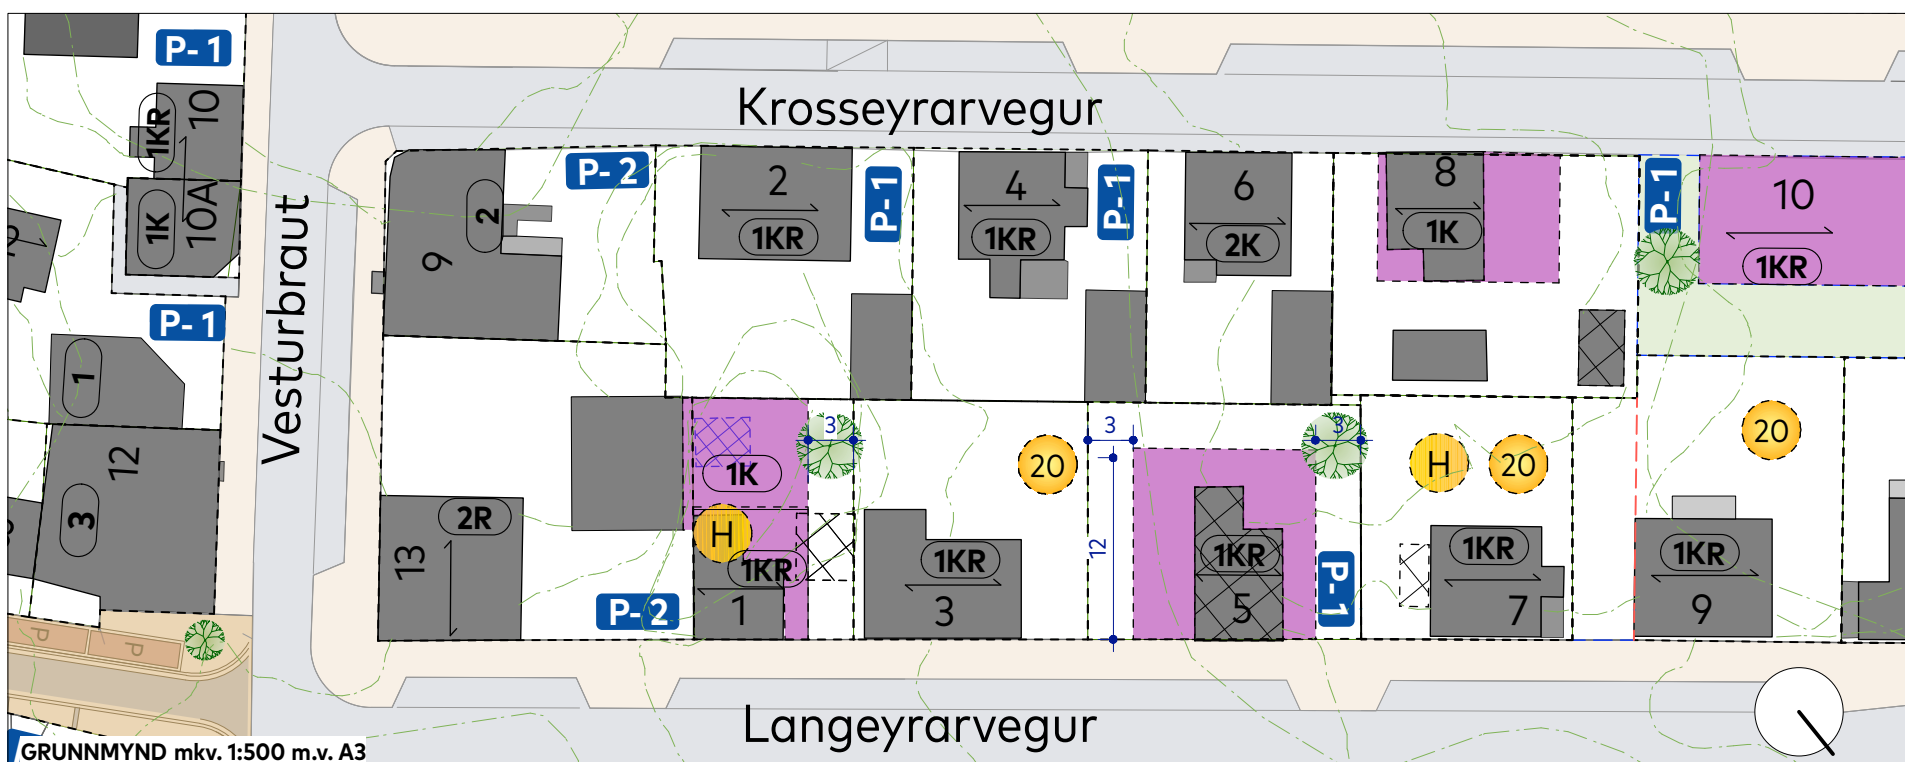 P-1
Krosseyrarvegur
10
1KR
10A
1K
P-1
1
12
3
Vesturbraut
9
2
P-2
2
1KR
P-1
4
1KR
P-1
6
2K
8
1K
P-1
10
1KR
13
2R
P-2
1K
H
1KR
1
3
1KR
3
20
3
12
1KR
5
3
P-1
H
20
1KR
7
20
1KR
9
P
P
Langeyrarvegur
GRUNNMYND mkv. 1:500 m.v. A3